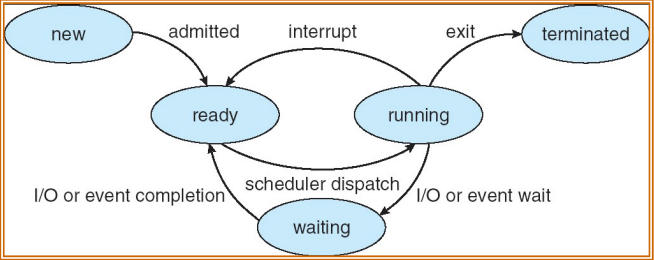 new
admitted
interrupt
exit
terminated
ready
running
I/O or event completion
scheduler dispatch
I/O or event wait
waiting